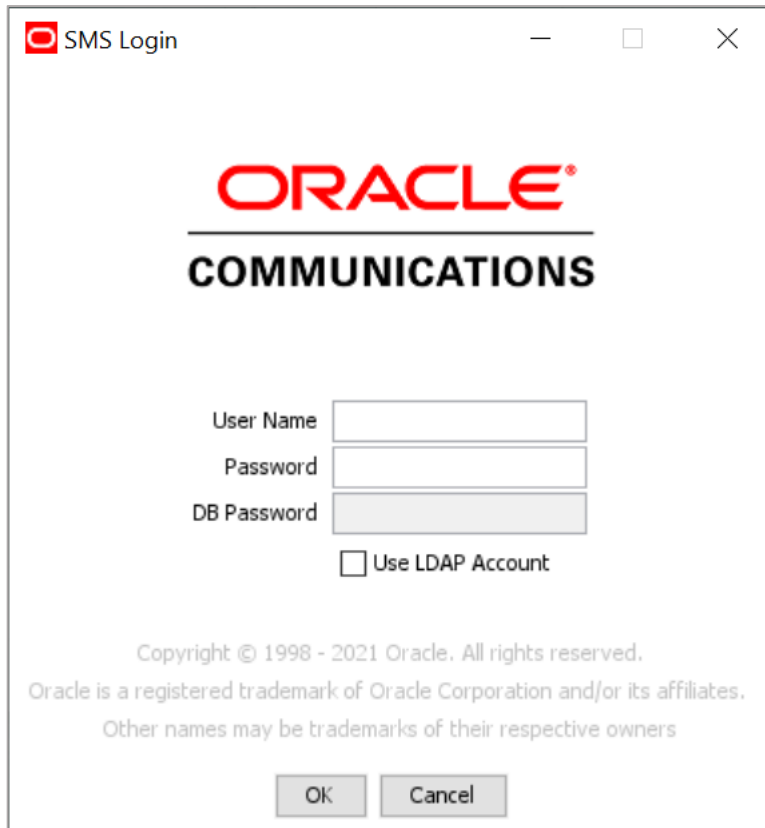 SMS Login
ORACLE®
COMMUNICATIONS
User Name
Password
DB Password
Use LDAP Account
Copyright © 1998 - 2021 Oracle. All rights reserved.
Oracle is a registered trademark of Oracle Corporation and/or its affiliates.
Other names may be trademarks of their respective owners
OK Cancel